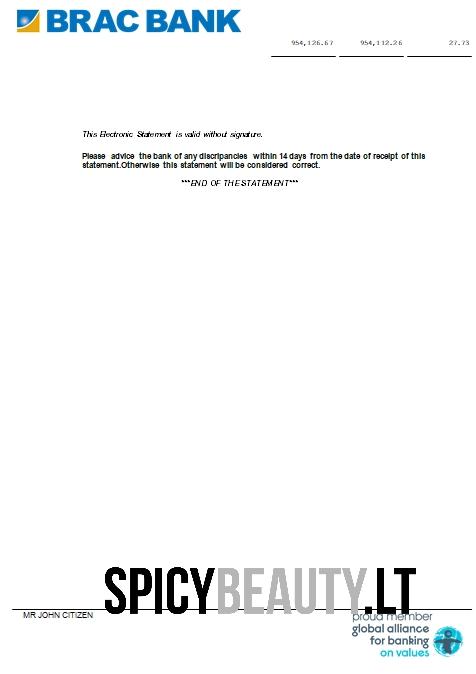 BRAC BANK
954,126.67 954,112.26 27.73
This Electronic Statement is valid without signature.
Please advice the bank of any discripancies within 14 days from the date of receipt of this
statement.Otherwise this statement will be considered correct.
***END OF THE STATEMENT***
SPICYBEAUTY.LT
MR JOHN CITIZEN
proud member
global alliance
for banking
on values